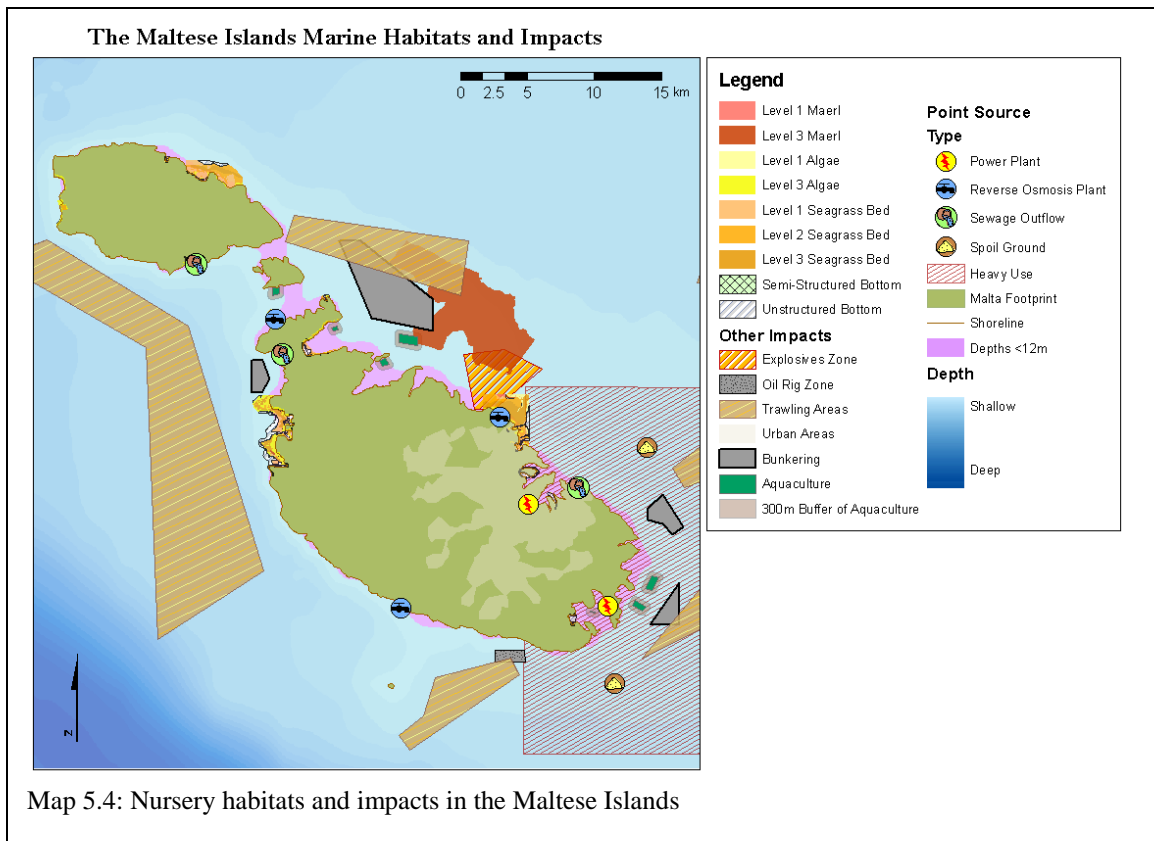 The Maltese Islands Marine Habitats and Impacts
0 2.5 5 10 15 km
N
Legend
Level 1 Maerl
Level 3 Maerl
Level 1 Algae
Level 3 Algae
Level 1 Seagrass Bed
Level 2 Seagrass Bed
Level 3 Seagrass Bed
Semi-Structured Bottom
Unstructured Bottom
Other Impacts
Explosives Zone
Oil Rig Zone
Trawling Areas
Urban Areas
Bunkering
Aquaculture
300m Buffer of Aquaculture
Point Source
Type
Power Plant
Reverse Osmosis Plant
Sewage Outflow
Spoil Ground
Heavy Use
Malta Footprint
Shoreline
Depths <12m
Depth
Shallow
Deep
Map 5.4: Nursery habitats and impacts in the Maltese Islands